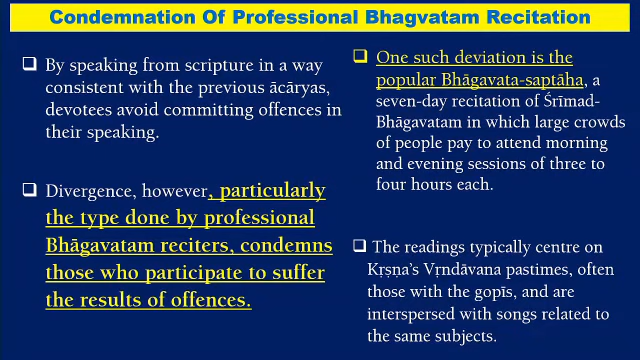 Condemnation Of Professional Bhagvatam Recitation
❑ By speaking from scripture in a way
consistent with the previous ācāryas,
devotees avoid committing offences in
their speaking.
❑ Divergence, however, particularly
the type done by professional
Bhāgavatam reciters, condemns
those who participate to suffer
the results of offences.
❑ One such deviation is the
popular Bhāgavata-saptāha, a
seven-day recitation of Śrīmad-
Bhāgavatam in which large crowds
of people pay to attend morning
and evening sessions of three to
four hours each.
❑ The readings typically centre on
Kṛṣṇa's Vṛndāvana pastimes, often
those with the gopīs, and are
interspersed with songs related to
the same subjects.